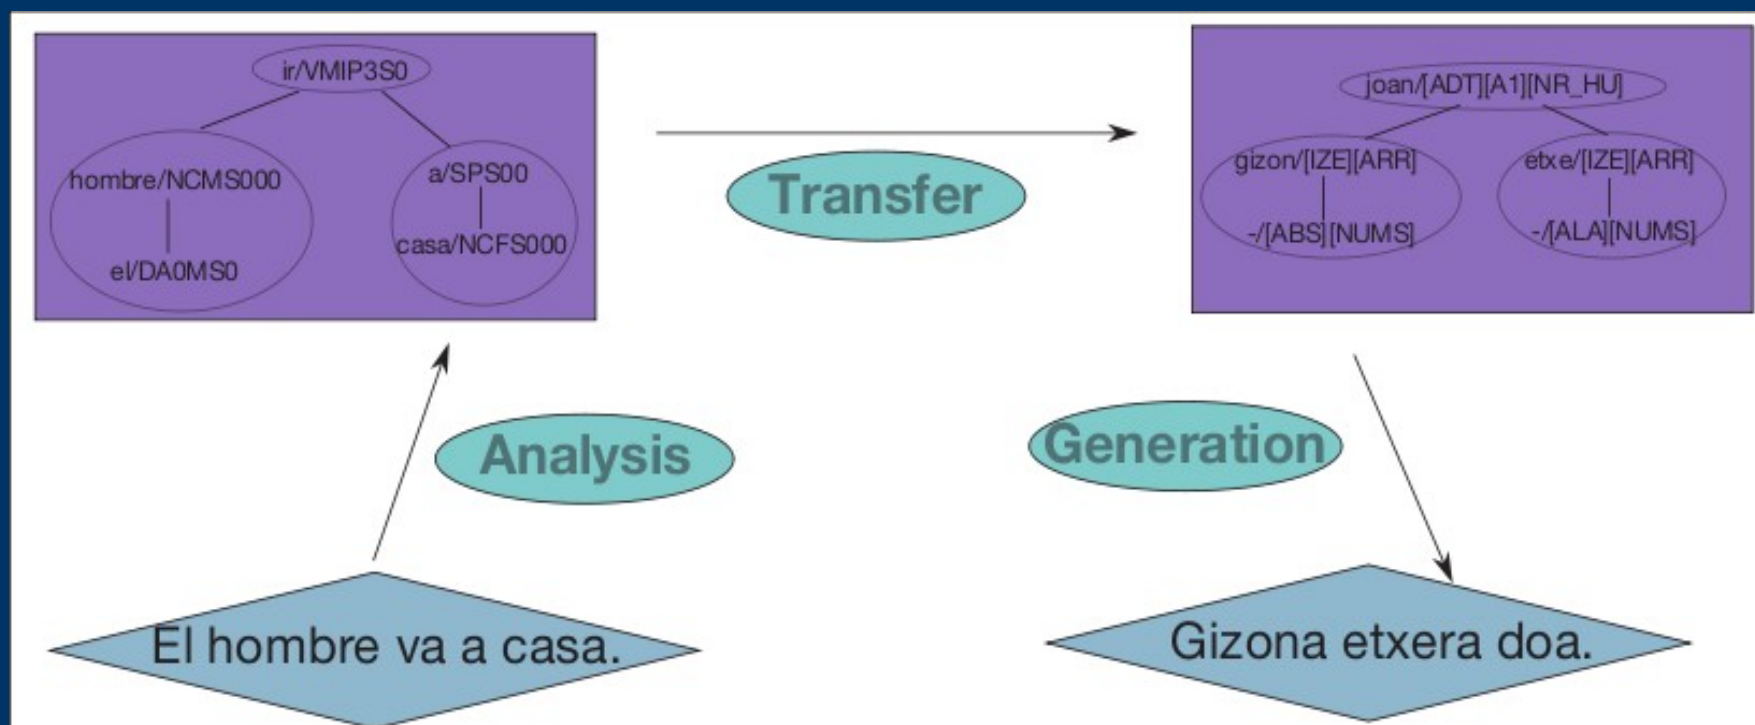 ir/VMIP3S0
hombre/NCMS000
el/DA0MS0
a/SPS00
casa/NCFS000
Transfer
joan/[ADT][A1][NR_HU]
gizon/[IZE][ARR]
-/[ABS][NUMS]
etxe/[IZE][ARR]
-/[ALA][NUMS]
Analysis
Generation
El hombre va a casa.
Gizona etxera doa.